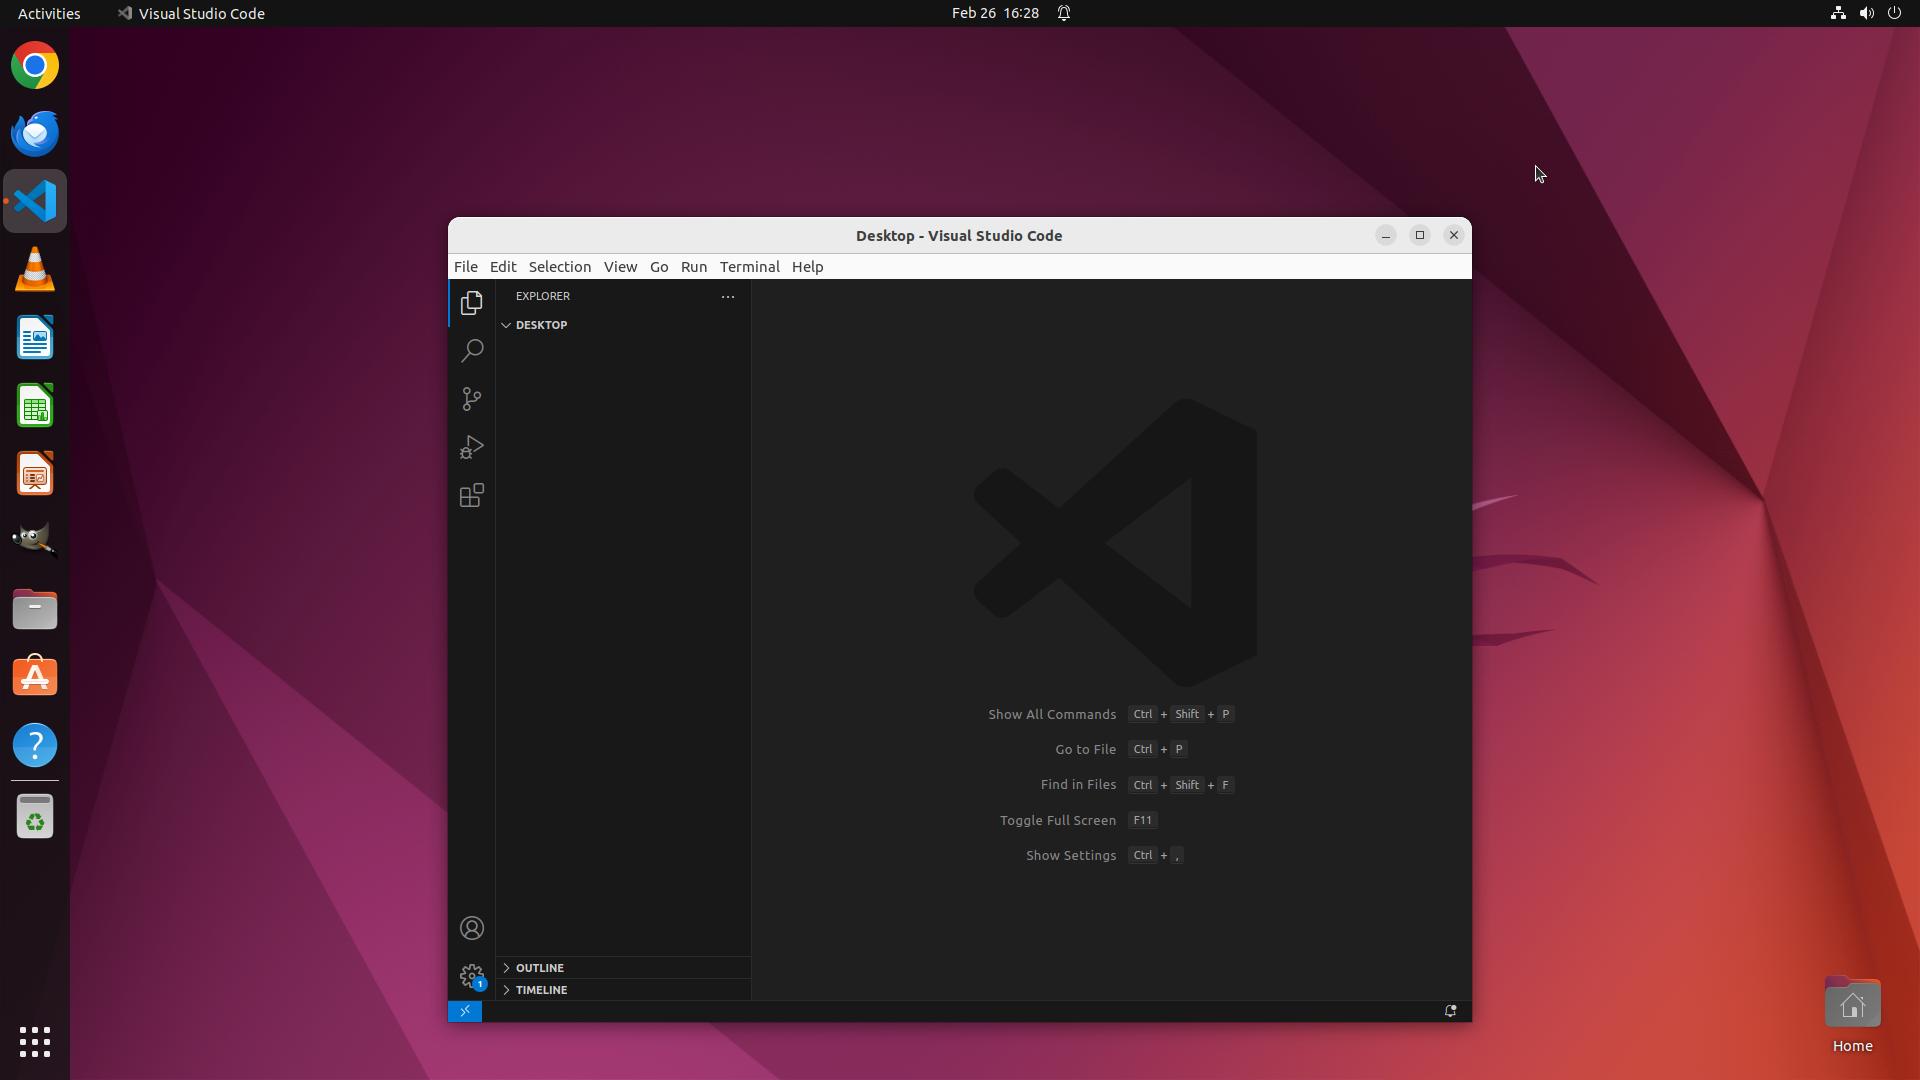 Activities
Visual Studio Code
Feb 26 16:28
Desktop - Visual Studio Code
File Edit Selection View Go Run Terminal Help
EXPLORER
DESKTOP
Show All Commands Ctrl + Shift + P
Go to File Ctrl + P
Find in Files Ctrl + Shift + F
Toggle Full Screen F11
Show Settings Ctrl + ,
1
OUTLINE
TIMELINE
Home